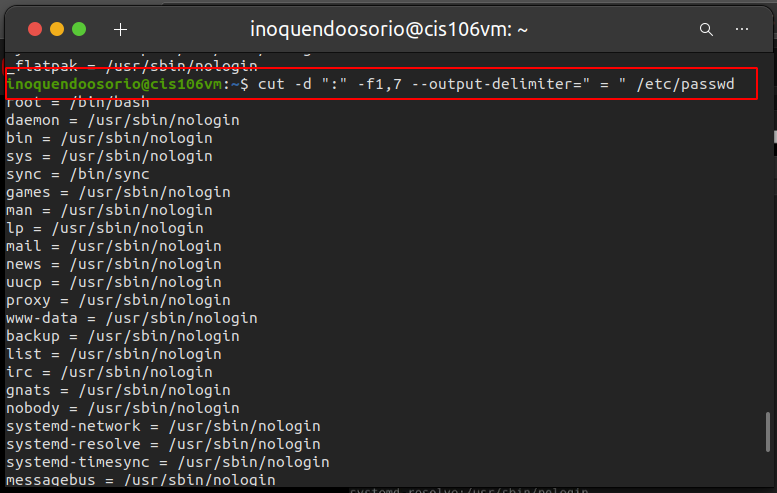 inoquendoosorio@cis106vm: ~
_flatpak = /usr/sbin/nologin
inoquendoosorio@cis106vm:~$ cut -d ":" -f1,7 --output-delimiter=" = " /etc/passwd
root = /bin/bash
daemon = /usr/sbin/nologin
bin = /usr/sbin/nologin
sys = /usr/sbin/nologin
sync = /bin/sync
games = /usr/sbin/nologin
man = /usr/sbin/nologin
lp = /usr/sbin/nologin
mail = /usr/sbin/nologin
news = /usr/sbin/nologin
uucp = /usr/sbin/nologin
proxy = /usr/sbin/nologin
www-data = /usr/sbin/nologin
backup = /usr/sbin/nologin
list = /usr/sbin/nologin
irc = /usr/sbin/nologin
gnats = /usr/sbin/nologin
nobody = /usr/sbin/nologin
systemd-network = /usr/sbin/nologin
systemd-resolve = /usr/sbin/nologin
systemd-timesync = /usr/sbin/nologin
messagebus = /usr/sbin/nologin
systemd-resolve:/usr/sbin/nologin